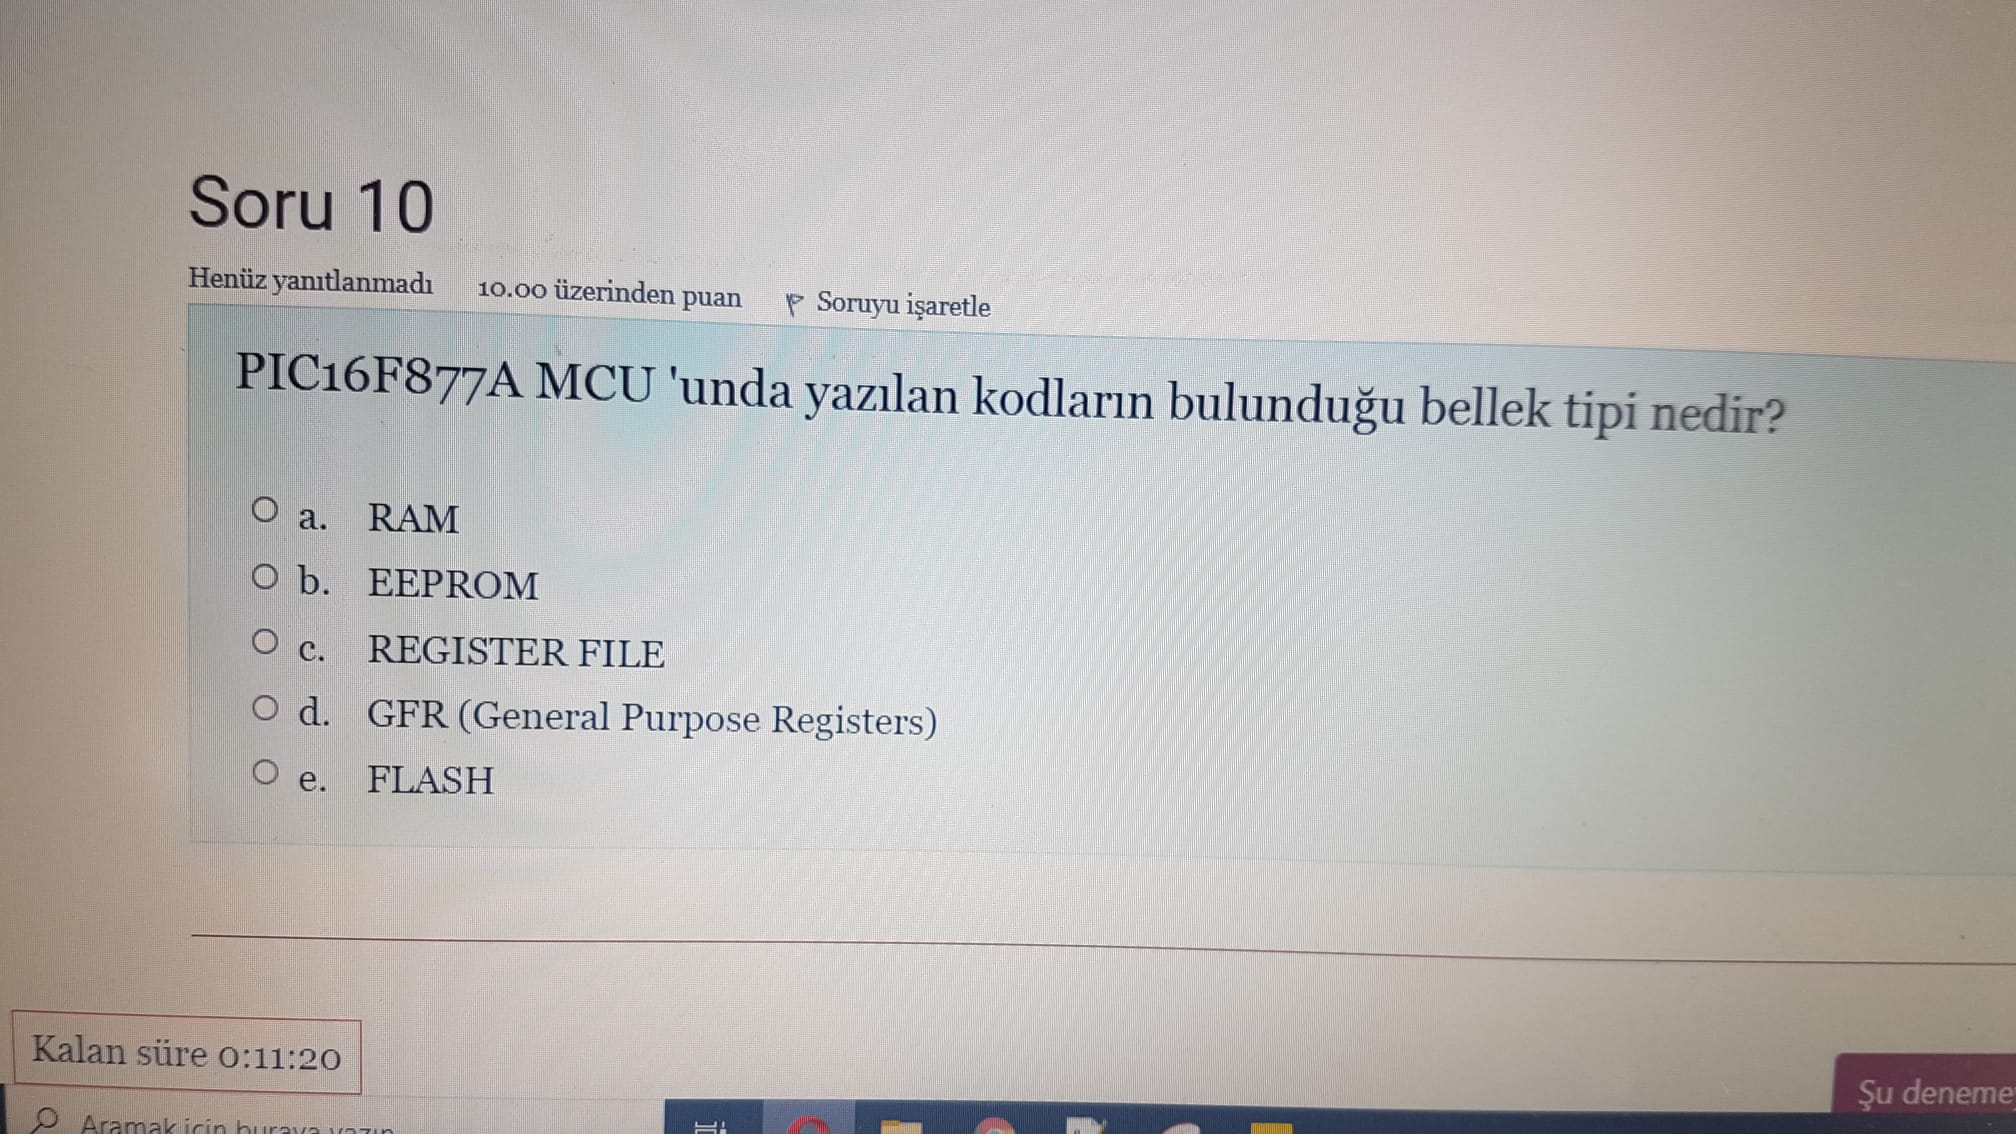 Soru 10
Henüz yanıtlanmadı 10.00 üzerinden puan Soruyu işaretle
PIC16F877A MCU 'unda yazılan kodların bulunduğu bellek tipi nedir?
a. RAM
b. EEPROM
c. REGISTER FILE
d. GFR (General Purpose Registers)
e. FLASH
Kalan süre 0:11:20
Şu deneme
Aramak için buraya yazın